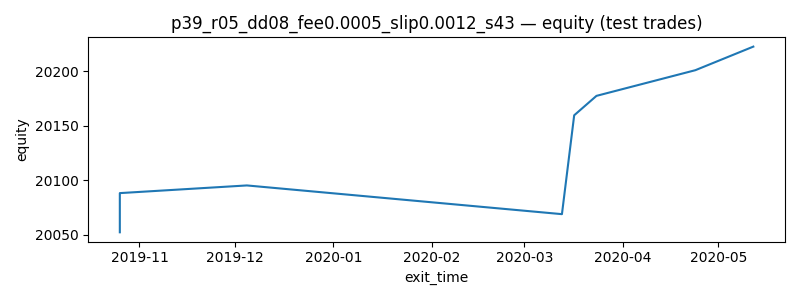 p39_r05_dd08_fee0.0005_slip0.0012_s43 — equity (test trades)
20200
20150
20100
20050
equity
2019-11 2019-12 2020-01 2020-02 2020-03 2020-04 2020-05
exit_time